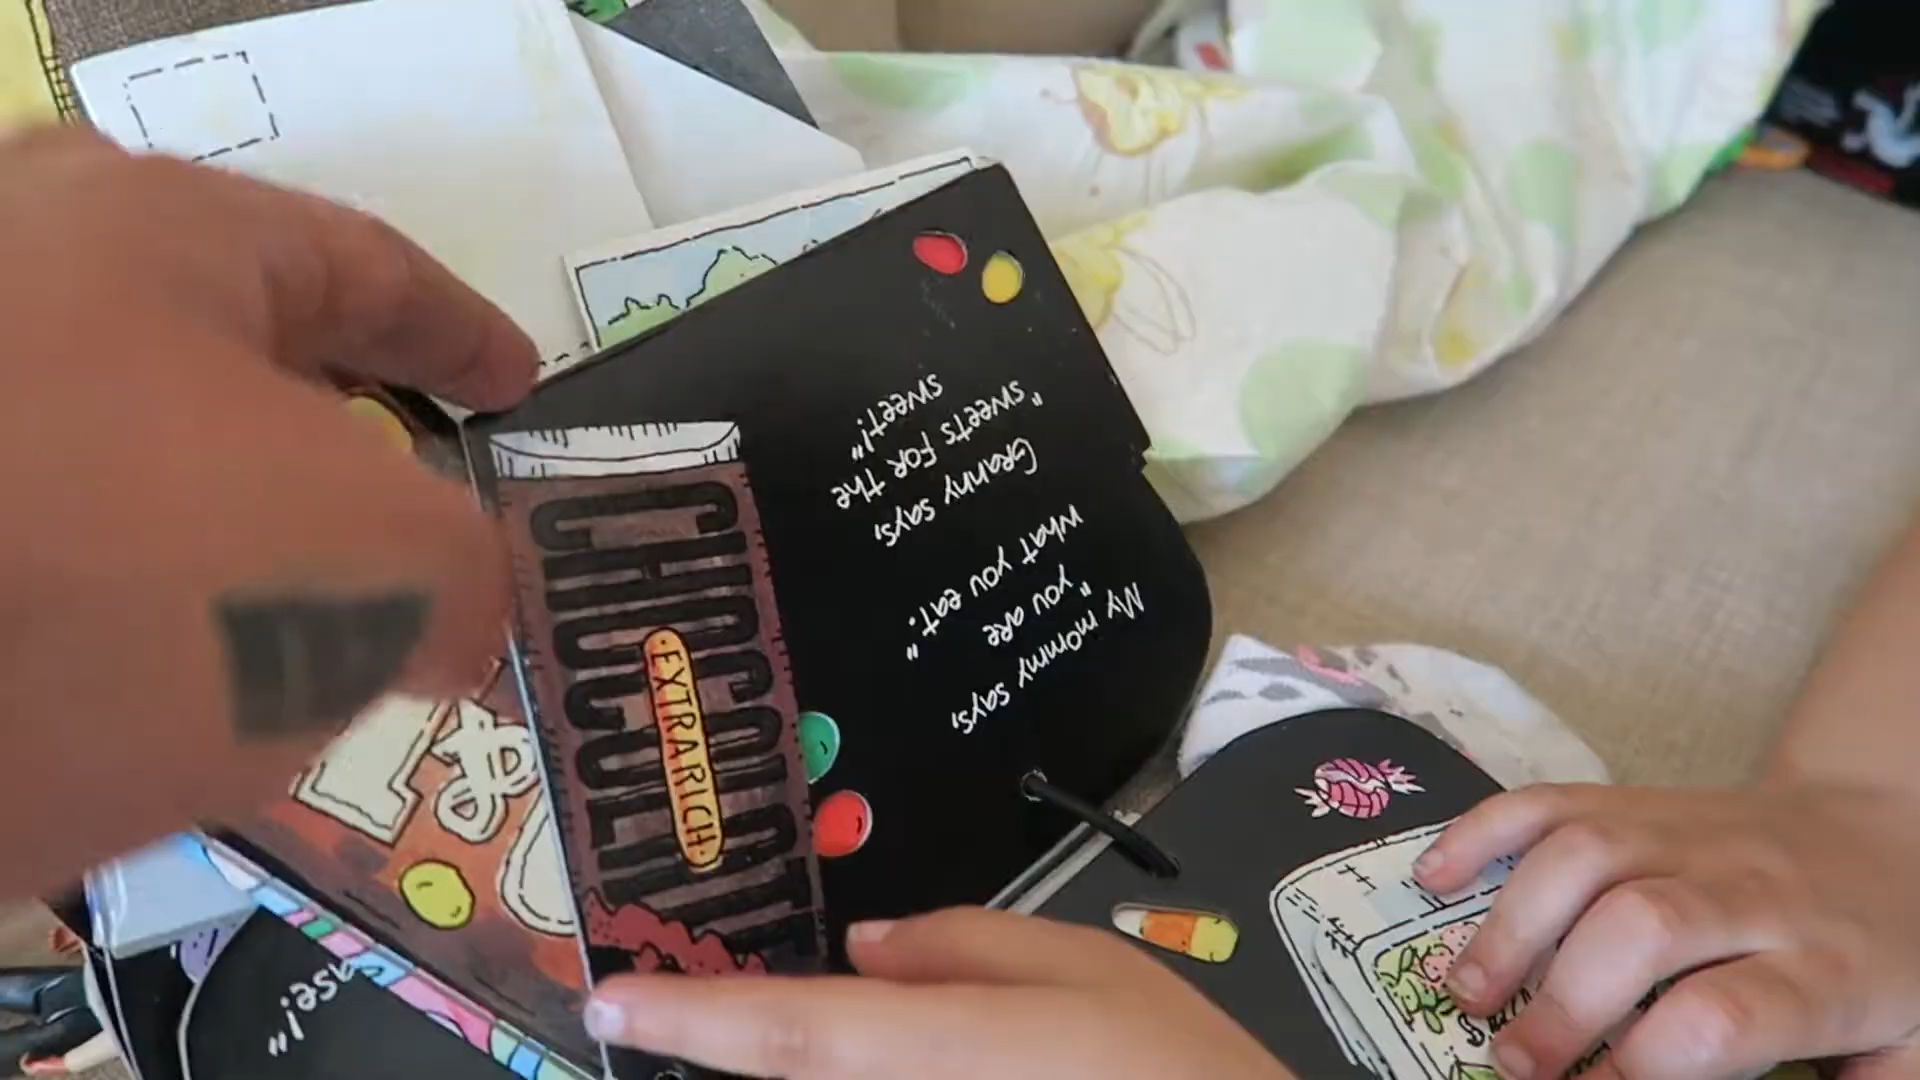 My mommy says,
"you are
what you eat."
Granny says,
"sweets for the
sweet!"
CHOCOLATE
EXTRA RICH
ase!"